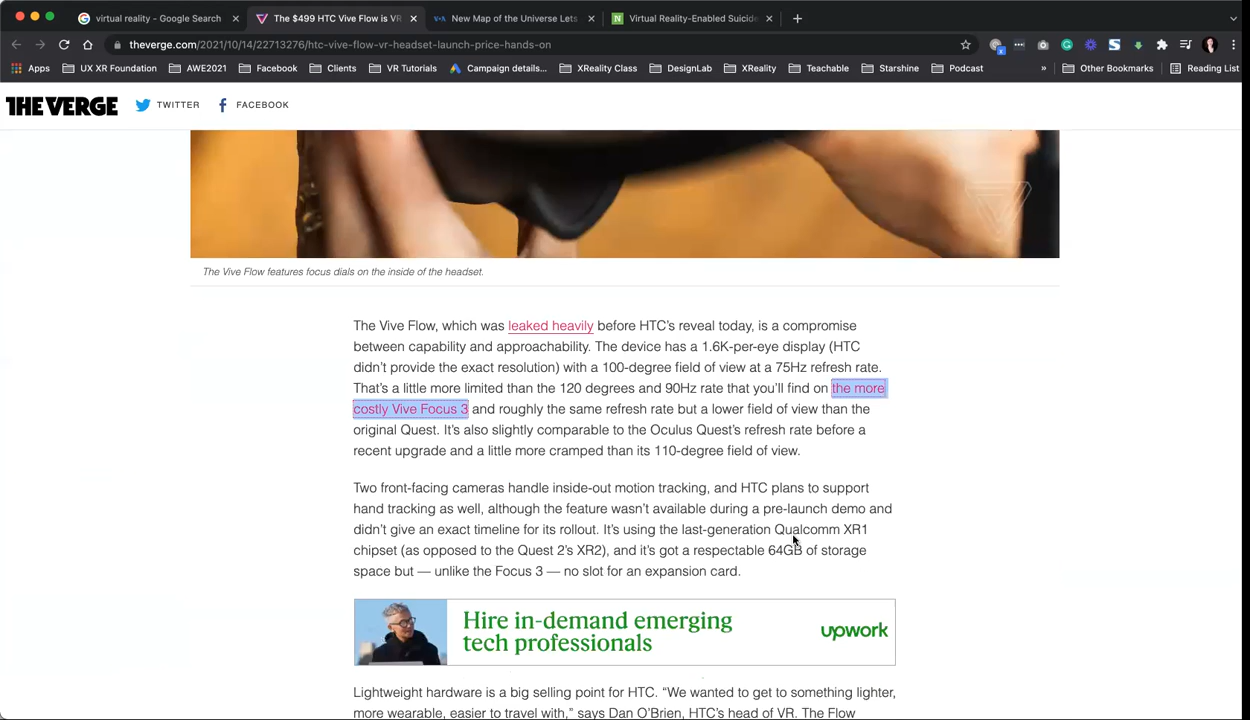 virtual reality - Google Search
The $499 HTC Vive Flow is VR
New Map of the Universe Lets
Virtual Reality-Enabled Suicide
theverge.com/2021/10/14/22713276/htc-vive-flow-vr-headset-launch-price-hands-on
Apps UX XR Foundation AWE2021 Facebook Clients VR Tutorials Campaign details... XReality Class DesignLab XReality Teachable Starshine Podcast » Other Bookmarks Reading List
THE VERGE TWITTER FACEBOOK
The Vive Flow features focus dials on the inside of the headset.
The Vive Flow, which was leaked heavily before HTC's reveal today, is a compromise
between capability and approachability. The device has a 1.6K-per-eye display (HTC
didn't provide the exact resolution) with a 100-degree field of view at a 75Hz refresh rate.
That's a little more limited than the 120 degrees and 90Hz rate that you'll find on the more
costly Vive Focus 3 and roughly the same refresh rate but a lower field of view than the
original Quest. It's also slightly comparable to the Oculus Quest's refresh rate before a
recent upgrade and a little more cramped than its 110-degree field of view.
Two front-facing cameras handle inside-out motion tracking, and HTC plans to support
hand tracking as well, although the feature wasn't available during a pre-launch demo and
didn't give an exact timeline for its rollout. It's using the last-generation Qualcomm XR1
chipset (as opposed to the Quest 2's XR2), and it's got a respectable 64GB of storage
space but — unlike the Focus 3 — no slot for an expansion card.
Hire in-demand emerging
tech professionals
upwork
Lightweight hardware is a big selling point for HTC. “We wanted to get to something lighter,
more wearable, easier to travel with,” says Dan O'Brien, HTC's head of VR. The Flow